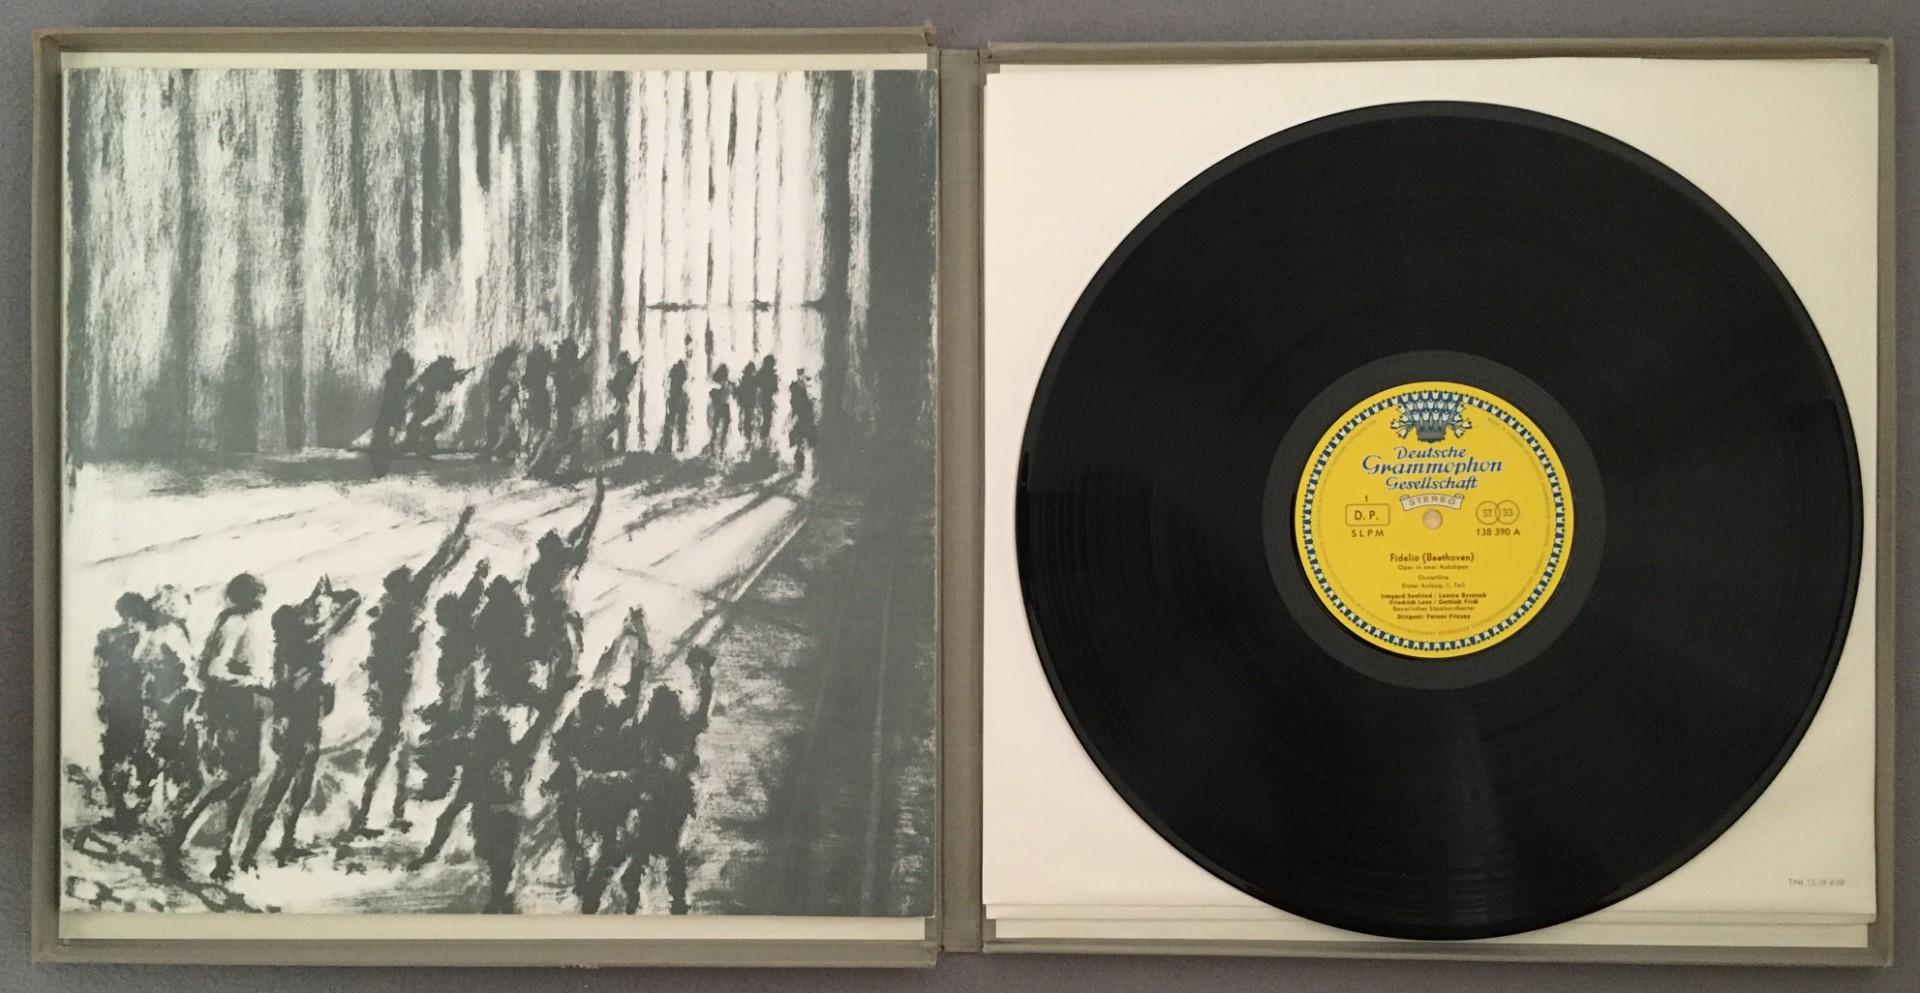 Deutsche
Grammophon
Gesellschaft
STEREO
1
D. P.
ST 33
SLPM
138 390 A
Fidelio (Beethoven)
Oper in zwei Aufzügen
Ouvertüre
Erster Aufzug, 1. Teil
Irmgard Seefried / Leonie Rysanek
Friedrich Lenz / Gottlob Frick
Bayerisches Staatsorchester
Dirigent: Ferenc Fricsay